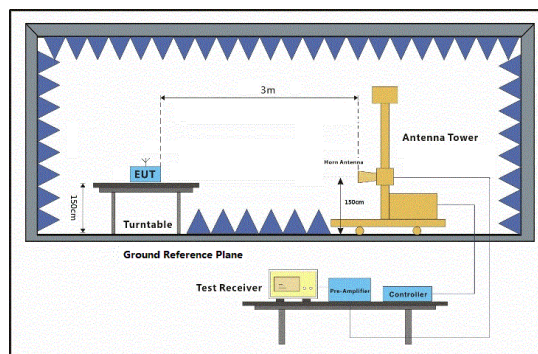 3m
Antenna Tower
Horn Antenna
EUT
150cm
150cm
Turntable
Ground Reference Plane
Test Receiver
Pre-Amplifier
Controller